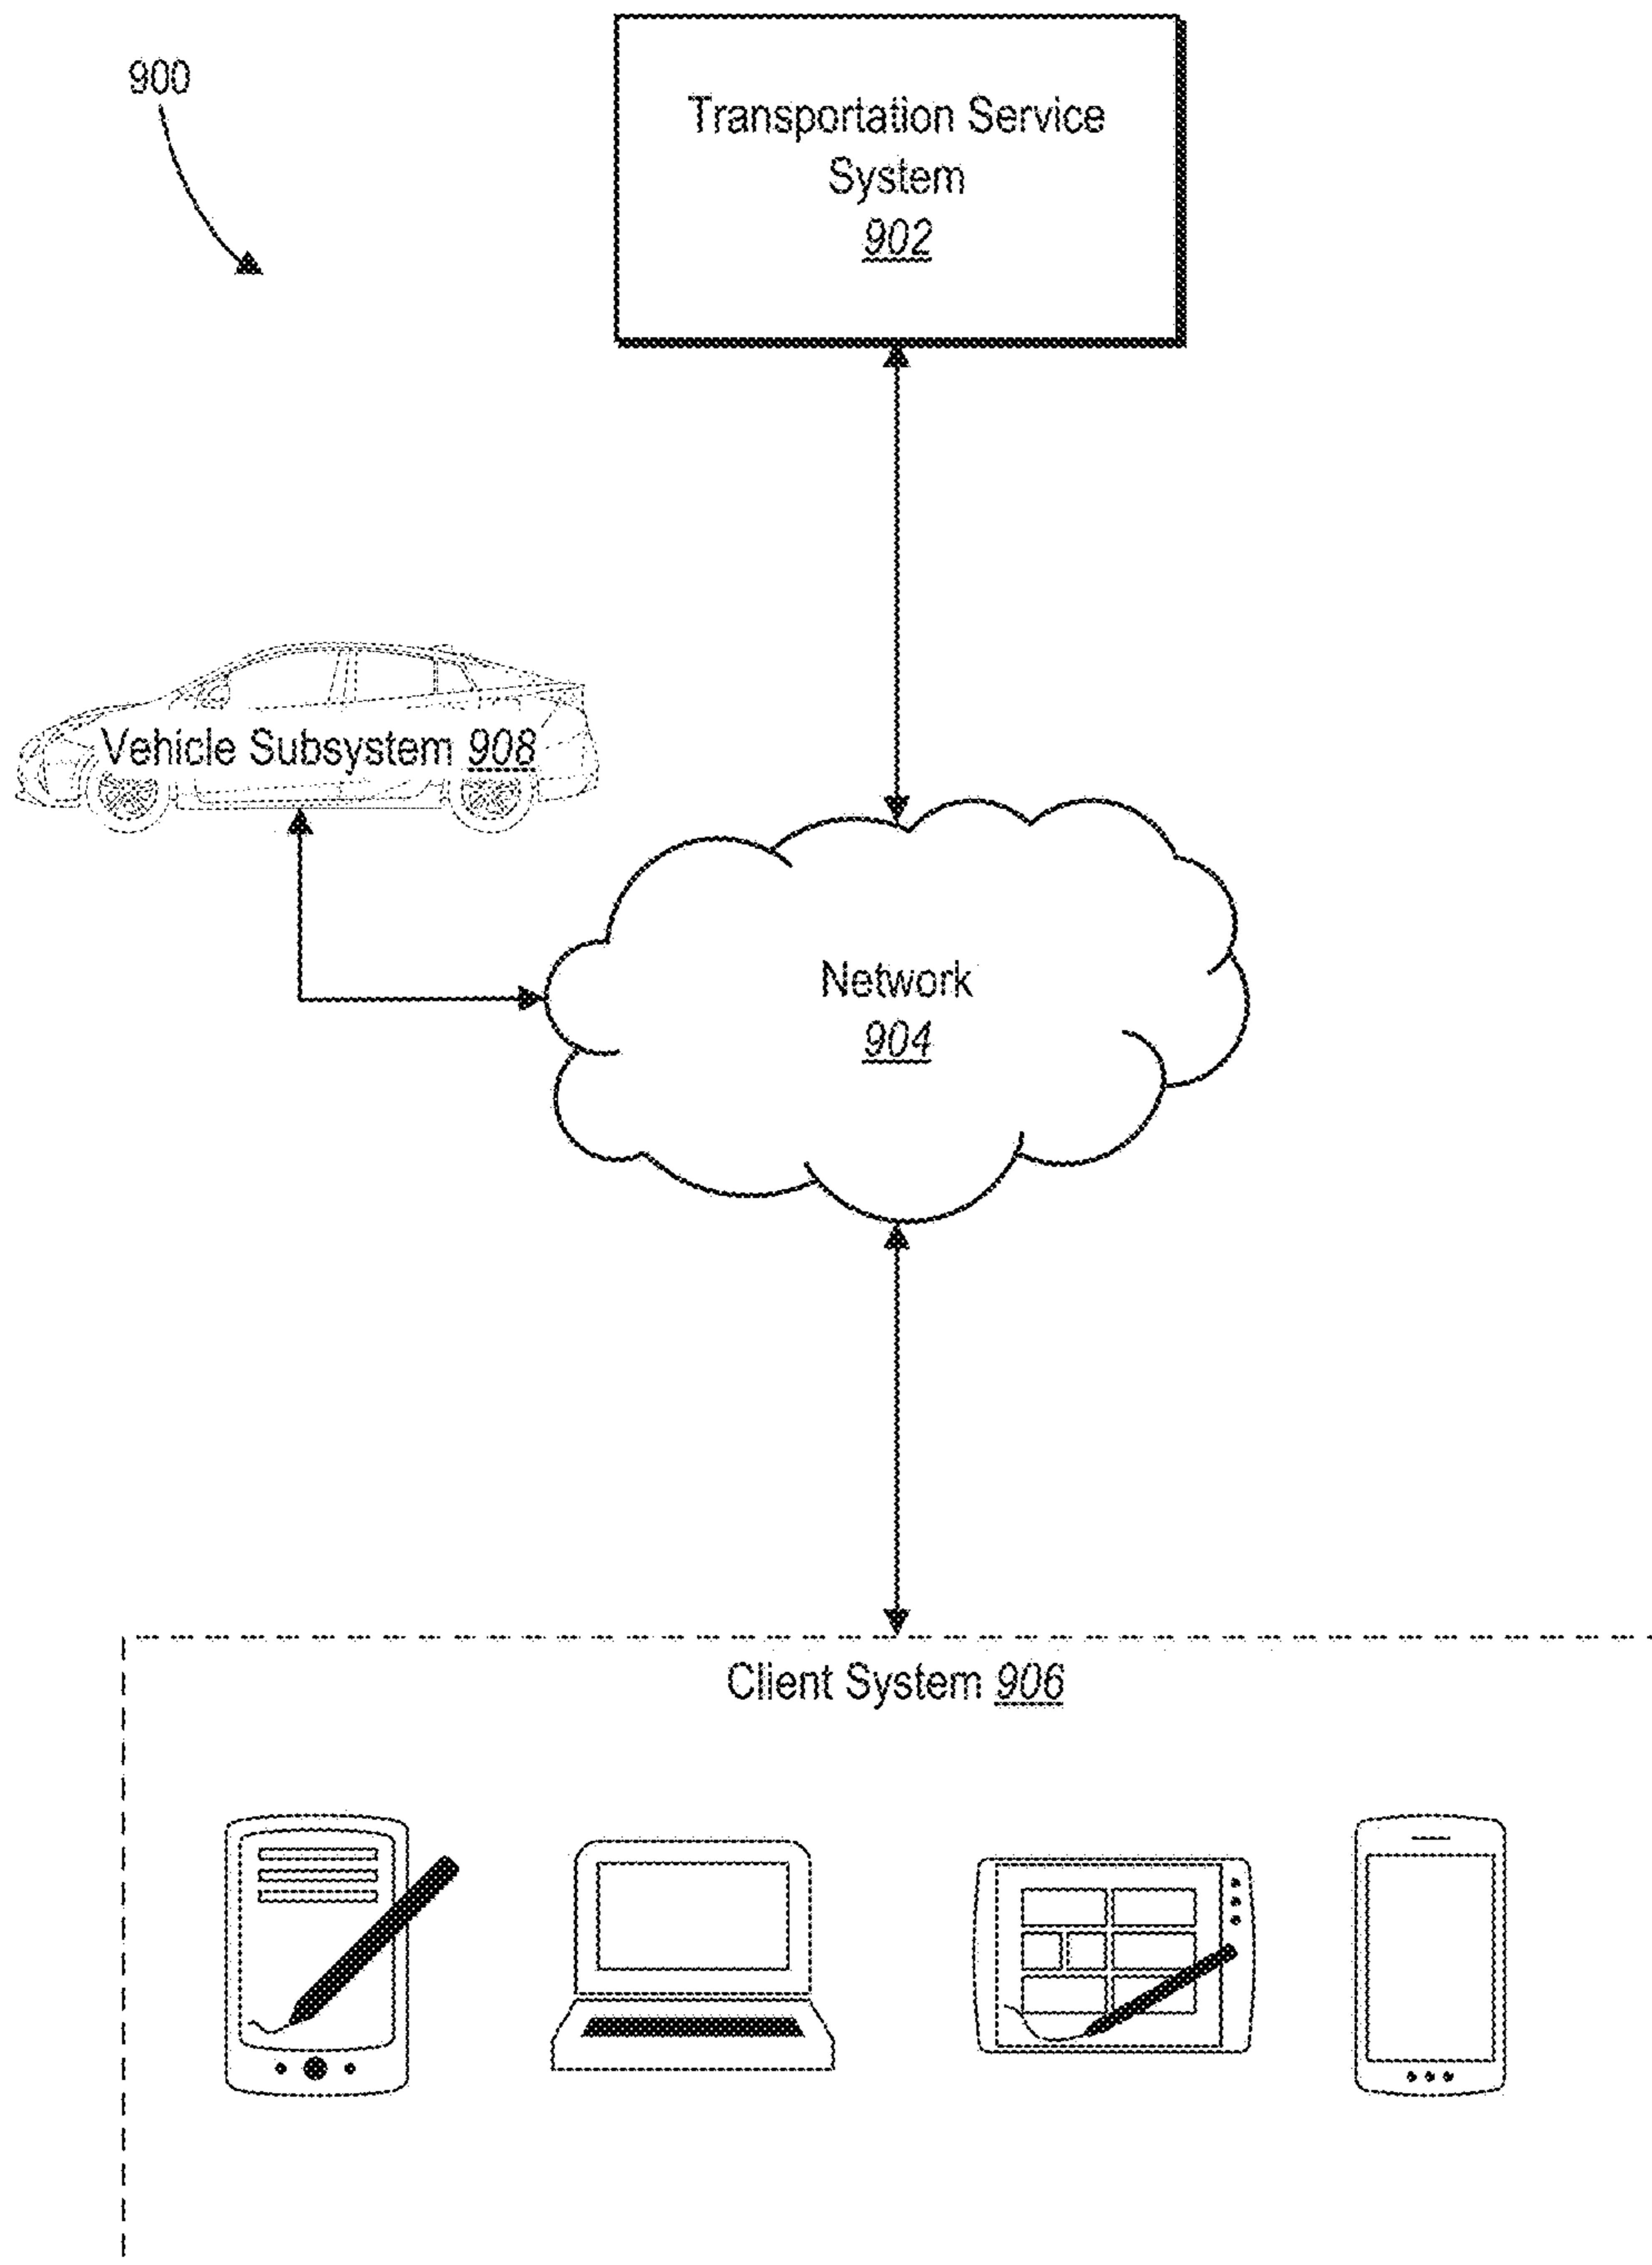 900
Transportation Service
System
902
Vehicle Subsystem 908
Network
904
Client System 906